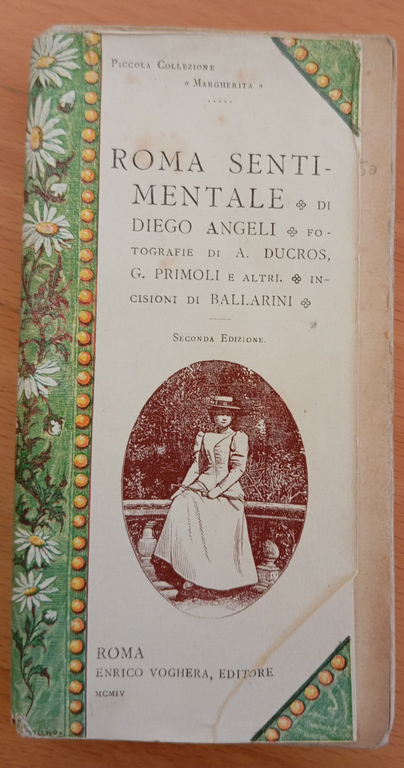 PICCOLA COLLEZIONE
« MARGHERITA »
.....
ROMA SENTI-
MENTALE ✤ DI
DIEGO ANGELI ✤ FO-
TOGRAFIE DI A. DUCROS,
G. PRIMOLI E ALTRI. ✤ IN-
CISIONI DI BALLARINI ✤
SECONDA EDIZIONE.
ROMA
ENRICO VOGHERA, EDITORE
MCMIV